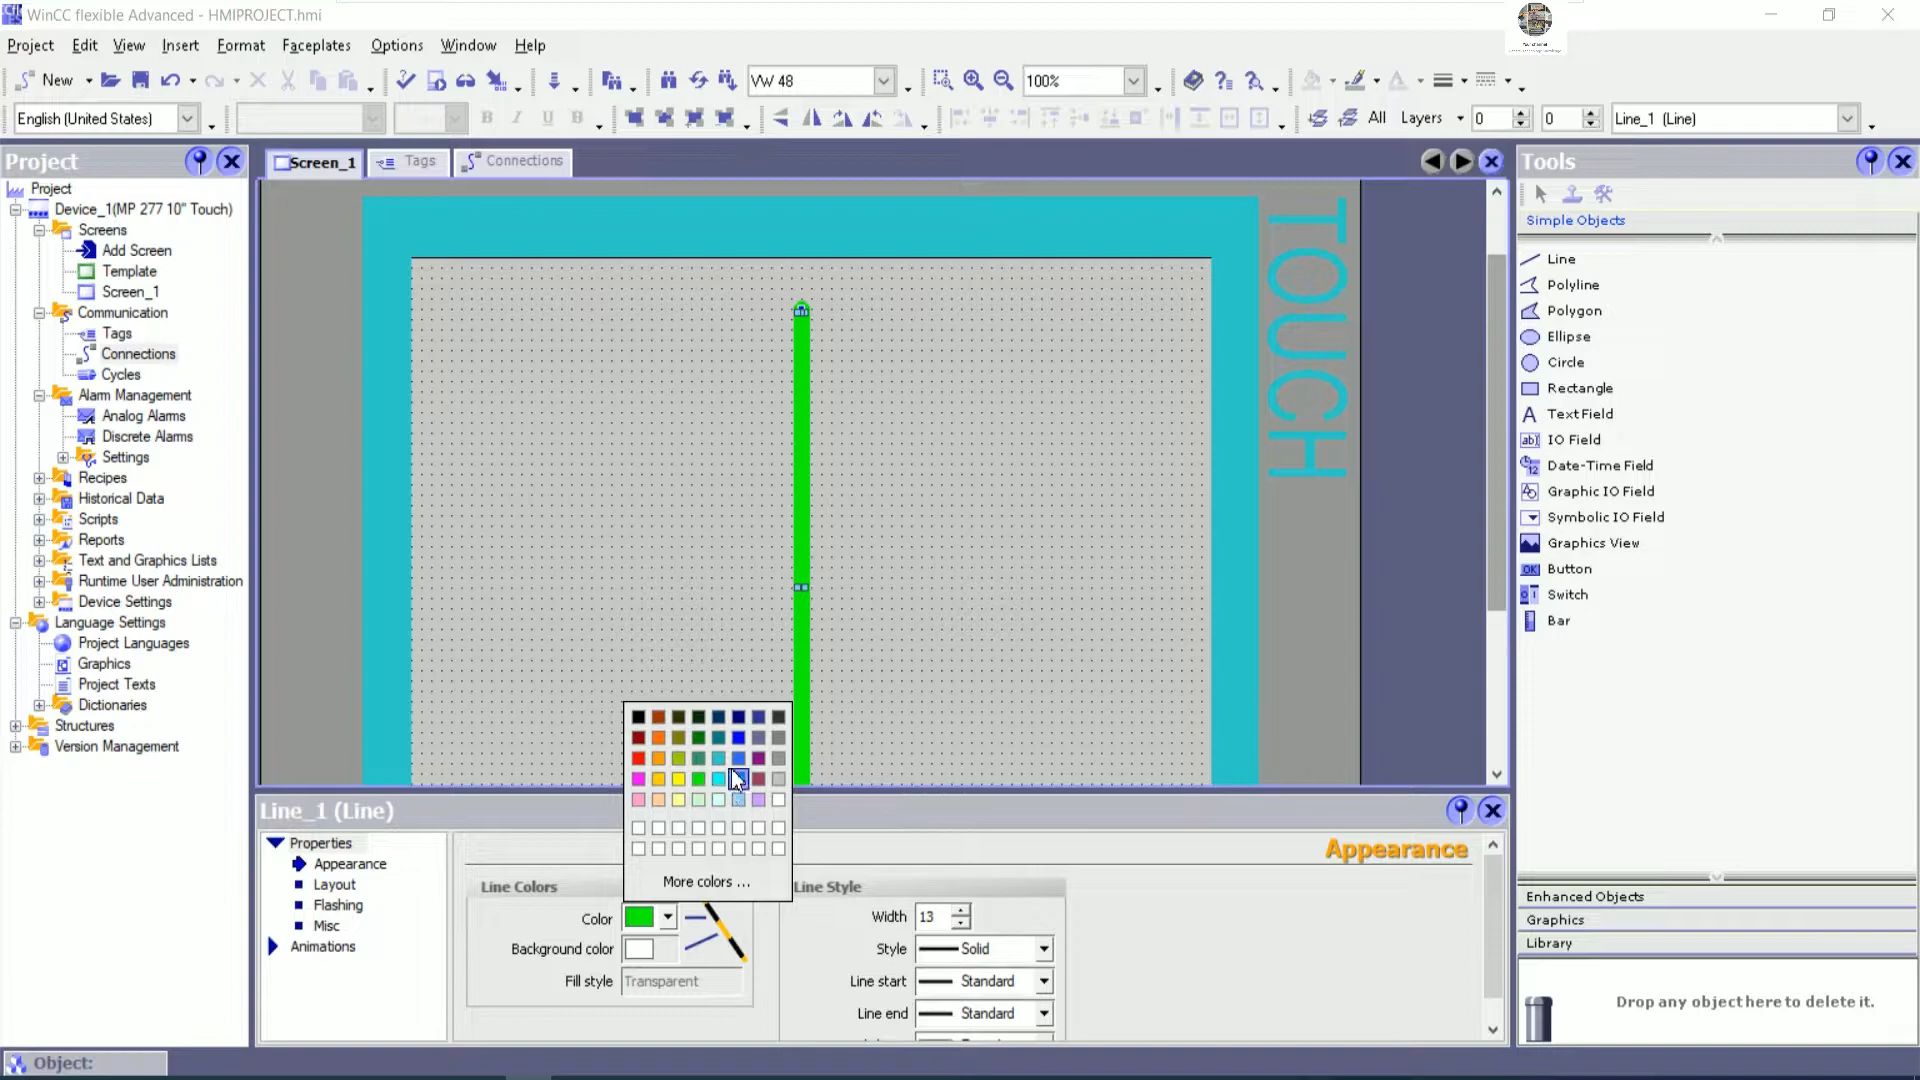 WinCC flexible Advanced - HMIPROJECT.hmi
Your channel
Project Edit View Insert Format Faceplates Options Window Help
New VW 48 100%
English (United States) B I U B All Layers 0 0 Line_1 (Line)
Project
Project
Device_1(MP 277 10" Touch)
Screens
Add Screen
Template
Screen_1
Communication
Tags
Connections
Cycles
Alarm Management
Analog Alarms
Discrete Alarms
Settings
Recipes
Historical Data
Scripts
Reports
Text and Graphics Lists
Runtime User Administration
Device Settings
Language Settings
Project Languages
Graphics
Project Texts
Dictionaries
Structures
Version Management
Screen_1 Tags Connections
TOUCH
More colors ...
Line_1 (Line)
Properties
Appearance
Layout
Flashing
Misc
Animations
Appearance
Line Colors
Color
Background color
Fill style Transparent
Line Style
Width 13
Style Solid
Line start Standard
Line end Standard
Tools
Simple Objects
Line
Polyline
Polygon
Ellipse
Circle
Rectangle
A Text Field
IO Field
Date-Time Field
Graphic IO Field
Symbolic IO Field
Graphics View
OK Button
Switch
Bar
Enhanced Objects
Graphics
Library
Drop any object here to delete it.
Object: